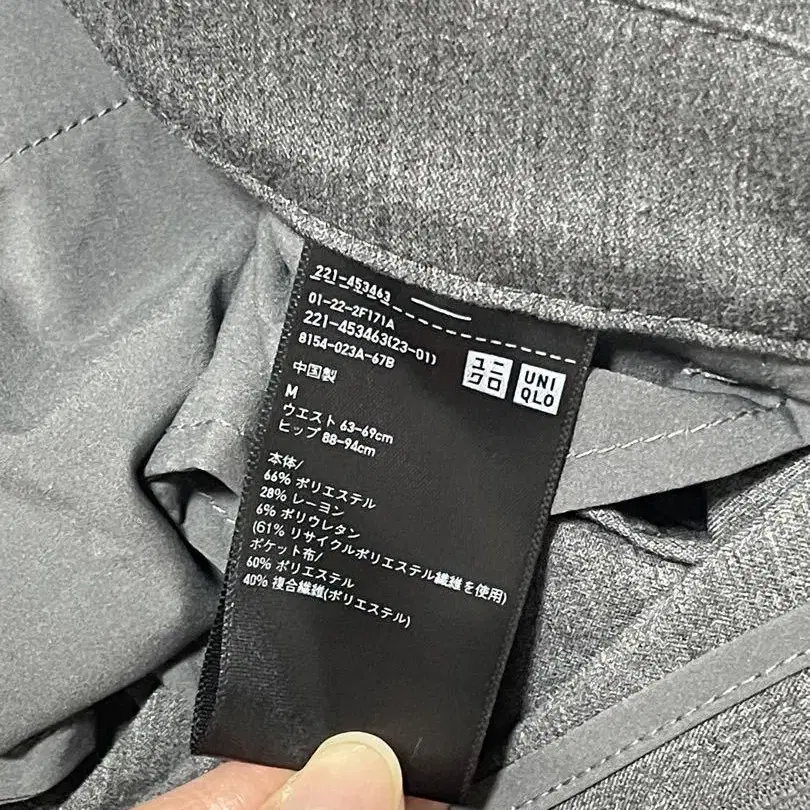 221-453463
01-22-2F171A
221-453463(23-01)
8154-023A-67B
ユニ
クロ
UNI
QLO
中国製
M
ウエスト 63-69cm
ヒップ 88-94cm
本体/
66% ポリエステル
28% レーヨン
6% ポリウレタン
(61% リサイクルポリエステル繊維を使用)
ポケット布/
60% ポリエステル
40% 複合繊維(ポリエステル)